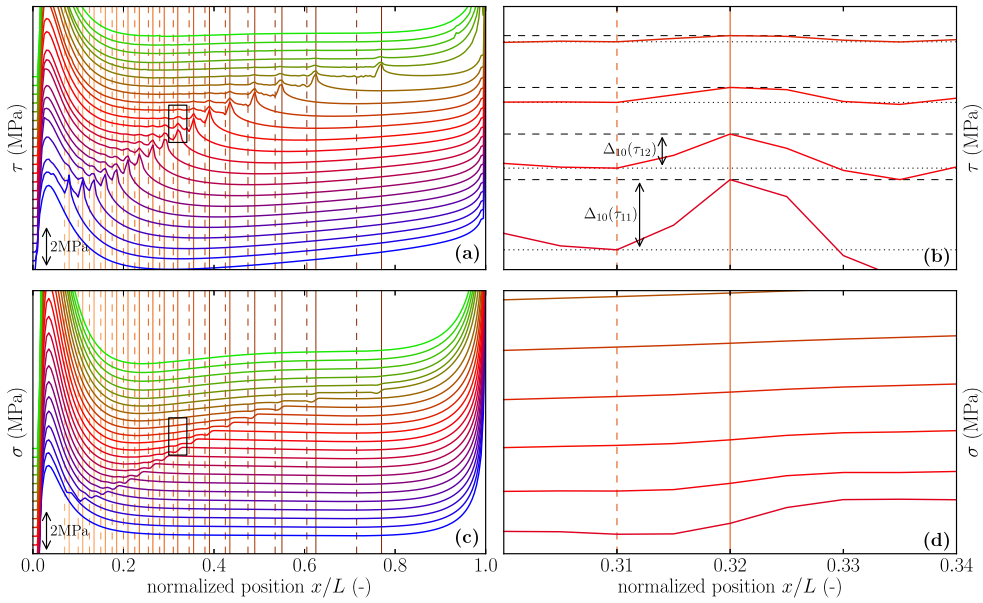 τ (MPa)
2MPa
(a)
Δ₁₀(τ₁₂)
Δ₁₀(τ₁₁)
(b)
τ (MPa)
σ (MPa)
2MPa
(c)
0.0 0.2 0.4 0.6 0.8 1.0
normalized position x/L (-)
(d)
σ (MPa)
0.31 0.32 0.33 0.34
normalized position x/L (-)